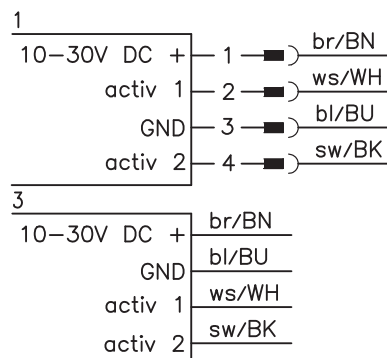 1
10-30V DC + 1 br/BN
activ 1 2 ws/WH
GND 3 bl/BU
activ 2 4 sw/BK
3
10-30V DC + br/BN
GND bl/BU
activ 1 ws/WH
activ 2 sw/BK